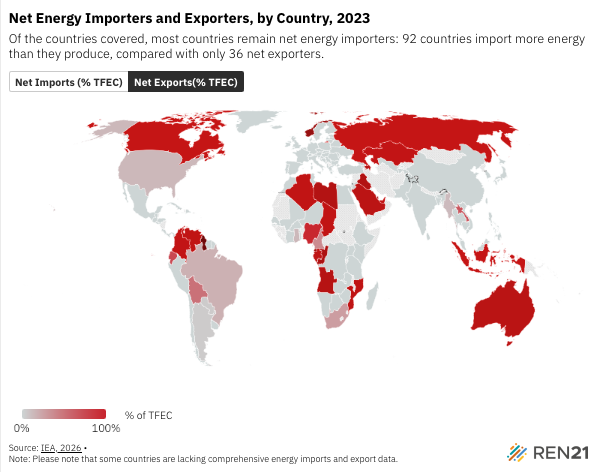 Net Energy Importers and Exporters, by Country, 2023
Of the countries covered, most countries remain net energy importers: 92 countries import more energy
than they produce, compared with only 36 net exporters.
Net Imports (% TFEC) Net Exports(% TFEC)
% of TFEC
0% 100%
Source: IEA, 2026 •
Note: Please note that some countries are lacking comprehensive energy imports and export data.
REN21